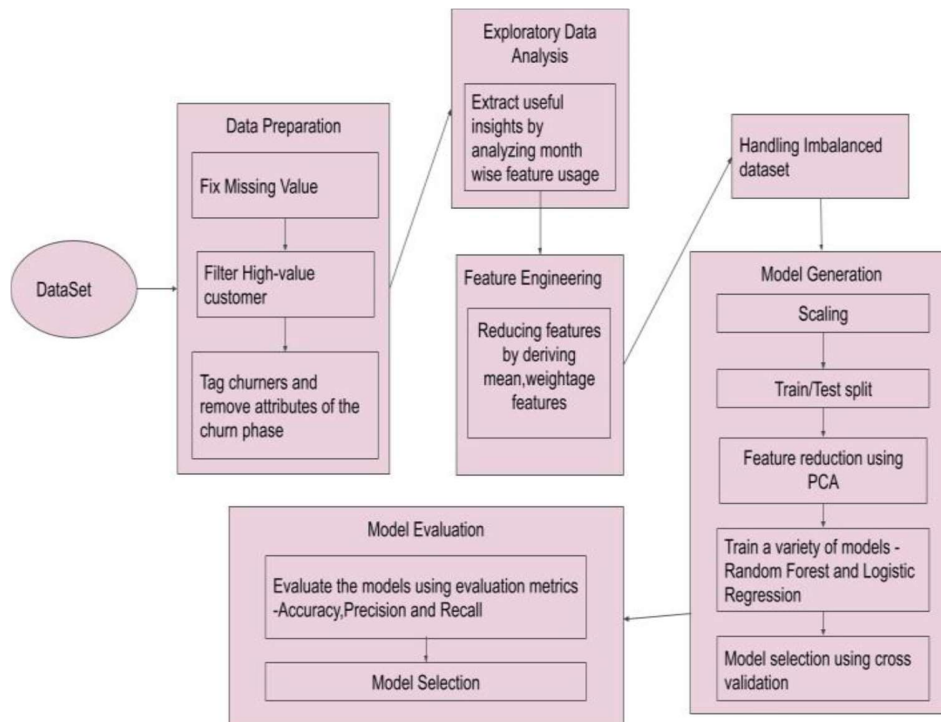 DataSet
Data Preparation
Fix Missing Value
Filter High-value
customer
Tag churners and
remove attributes of the
churn phase
Exploratory Data
Analysis
Extract useful
insights by
analyzing month
wise feature usage
Feature Engineering
Reducing features
by deriving
mean,weightage
features
Handling Imbalanced
dataset
Model Generation
Scaling
Train/Test split
Feature reduction using
PCA
Train a variety of models -
Random Forest and Logistic
Regression
Model selection using cross
validation
Model Evaluation
Evaluate the models using evaluation metrics
-Accuracy,Precision and Recall
Model Selection